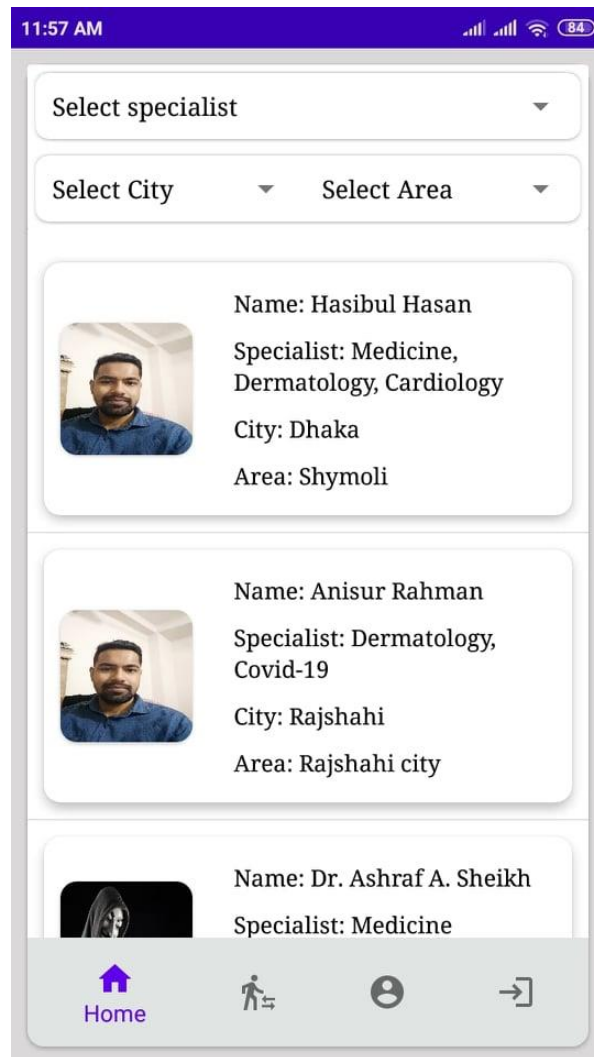 11:57 AM
84
Select specialist
Select City
Select Area
Name: Hasibul Hasan
Specialist: Medicine,
Dermatology, Cardiology
City: Dhaka
Area: Shymoli
Name: Anisur Rahman
Specialist: Dermatology,
Covid-19
City: Rajshahi
Area: Rajshahi city
Name: Dr. Ashraf A. Sheikh
Specialist: Medicine
Home